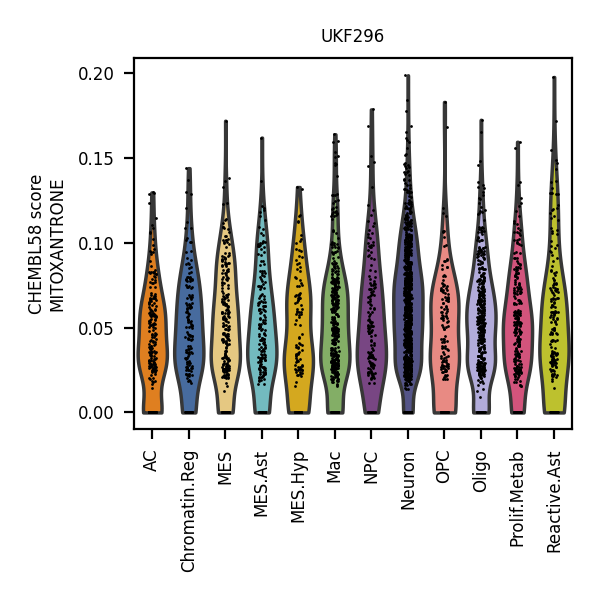 UKF296
CHEMBL58 score
MITOXANTRONE
0.20
0.15
0.10
0.05
0.00
AC
Chromatin.Reg
MES
MES.Ast
MES.Hyp
Mac
NPC
Neuron
OPC
Oligo
Prolif.Metab
Reactive.Ast